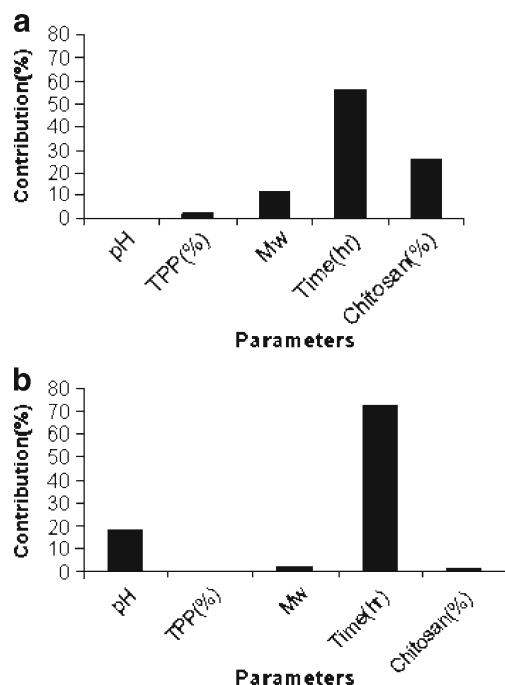 a
Contribution(%)
80
70
60
50
40
30
20
10
0
pH
TPP(%)
Mw
Time(hr)
Chitosan(%)
Parameters
b
Contribution(%)
80
70
60
50
40
30
20
10
0
pH
TPP(%)
Mw
Time(hr)
Chitosan(%)
Parameters